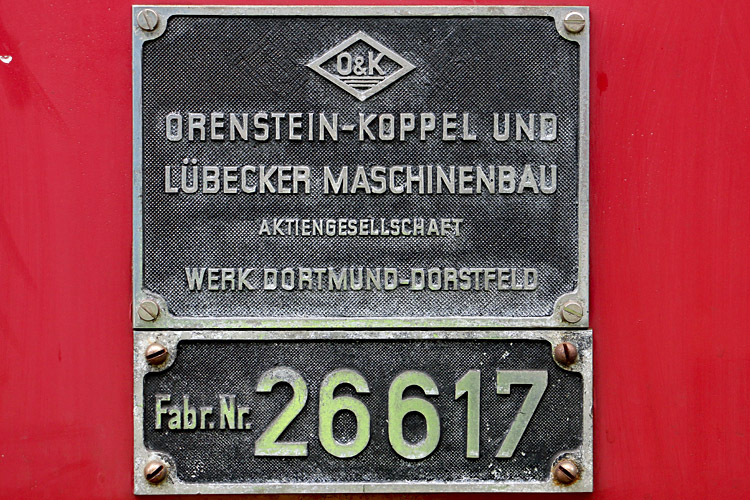 O&K
ORENSTEIN-KOPPEL UND
LÜBECKER MASCHINENBAU
AKTIENGESELLSCHAFT
WERK DORTMUND-DORSTFELD
Fabr. Nr. 26617